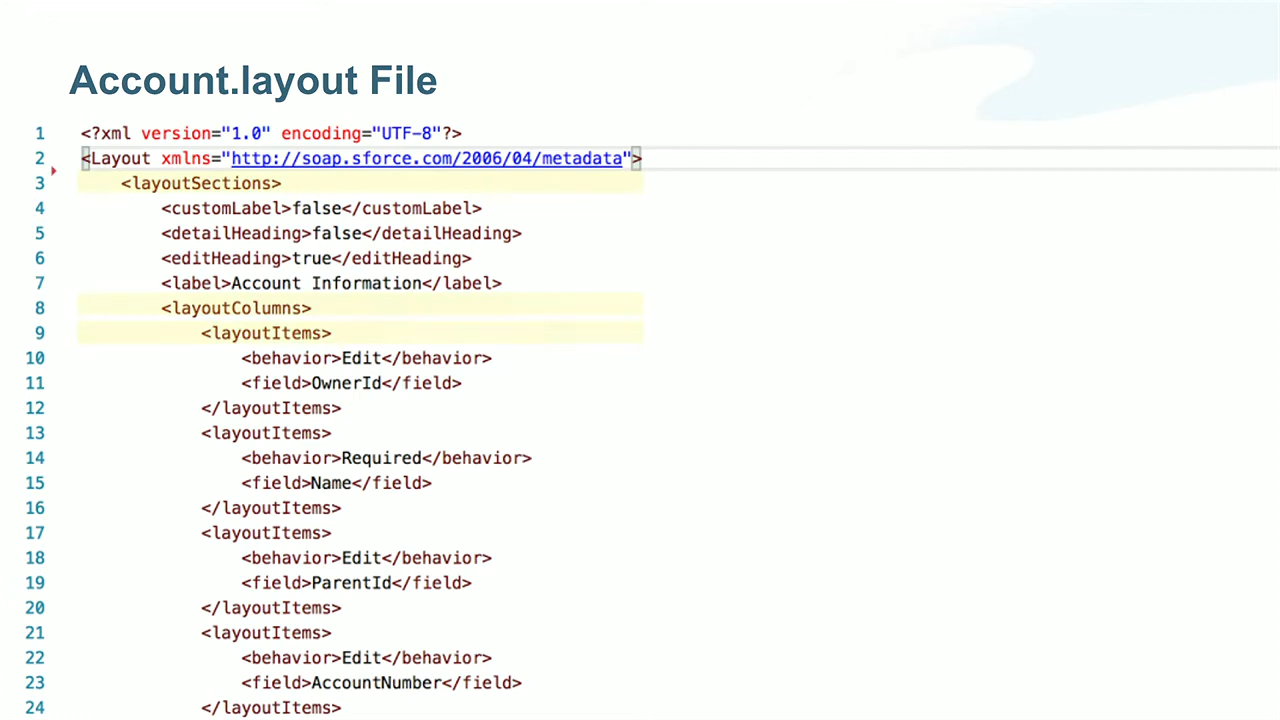 Account.layout File
1 <?xml version="1.0" encoding="UTF-8"?>
2 <Layout xmlns="http://soap.sforce.com/2006/04/metadata">
3 <layoutSections>
4 <customLabel>false</customLabel>
5 <detailHeading>false</detailHeading>
6 <editHeading>true</editHeading>
7 <label>Account Information</label>
8 <layoutColumns>
9 <layoutItems>
10 <behavior>Edit</behavior>
11 <field>OwnerId</field>
12 </layoutItems>
13 <layoutItems>
14 <behavior>Required</behavior>
15 <field>Name</field>
16 </layoutItems>
17 <layoutItems>
18 <behavior>Edit</behavior>
19 <field>ParentId</field>
20 </layoutItems>
21 <layoutItems>
22 <behavior>Edit</behavior>
23 <field>AccountNumber</field>
24 </layoutItems>